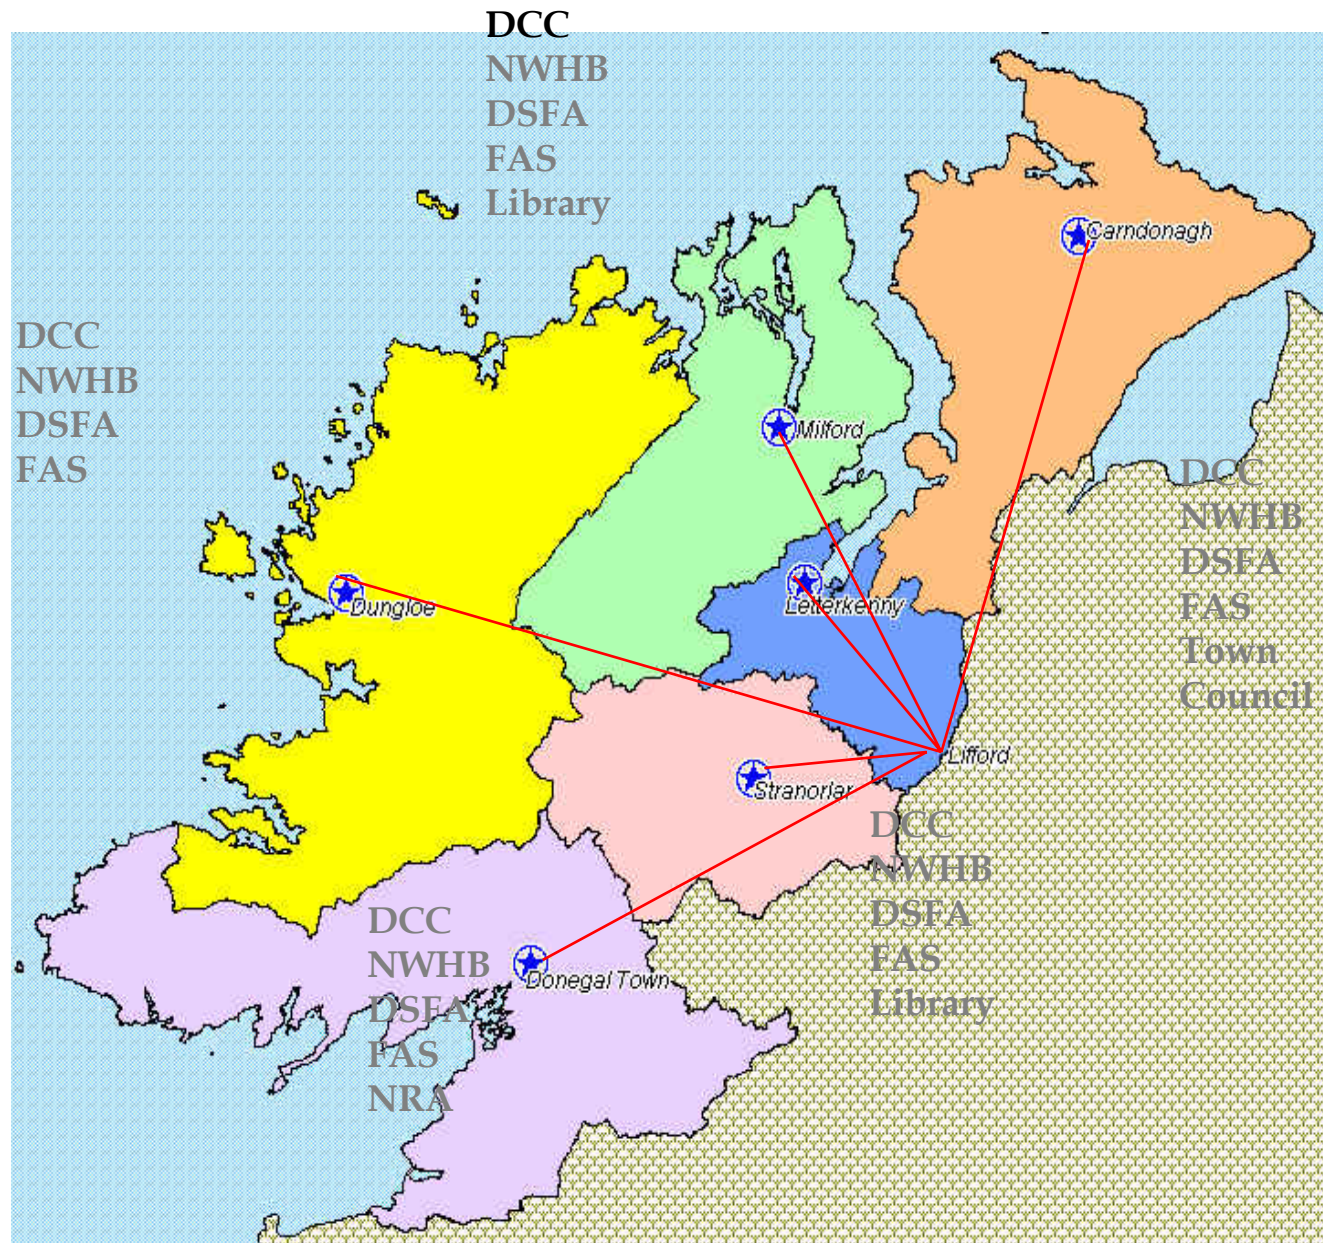 DCC
NWHB
DSFA
FAS
Library
Carndonagh
DCC
NWHB
DSFA
FAS
Milford
DCC
NWHB
DSFA
FAS
Town
Council
Letterkenny
Dungloe
Lifford
Stranorlar
DCC
NWHB
DSFA
FAS
Library
DCC
NWHB
DSFA
FAS
NRA
Donegal Town